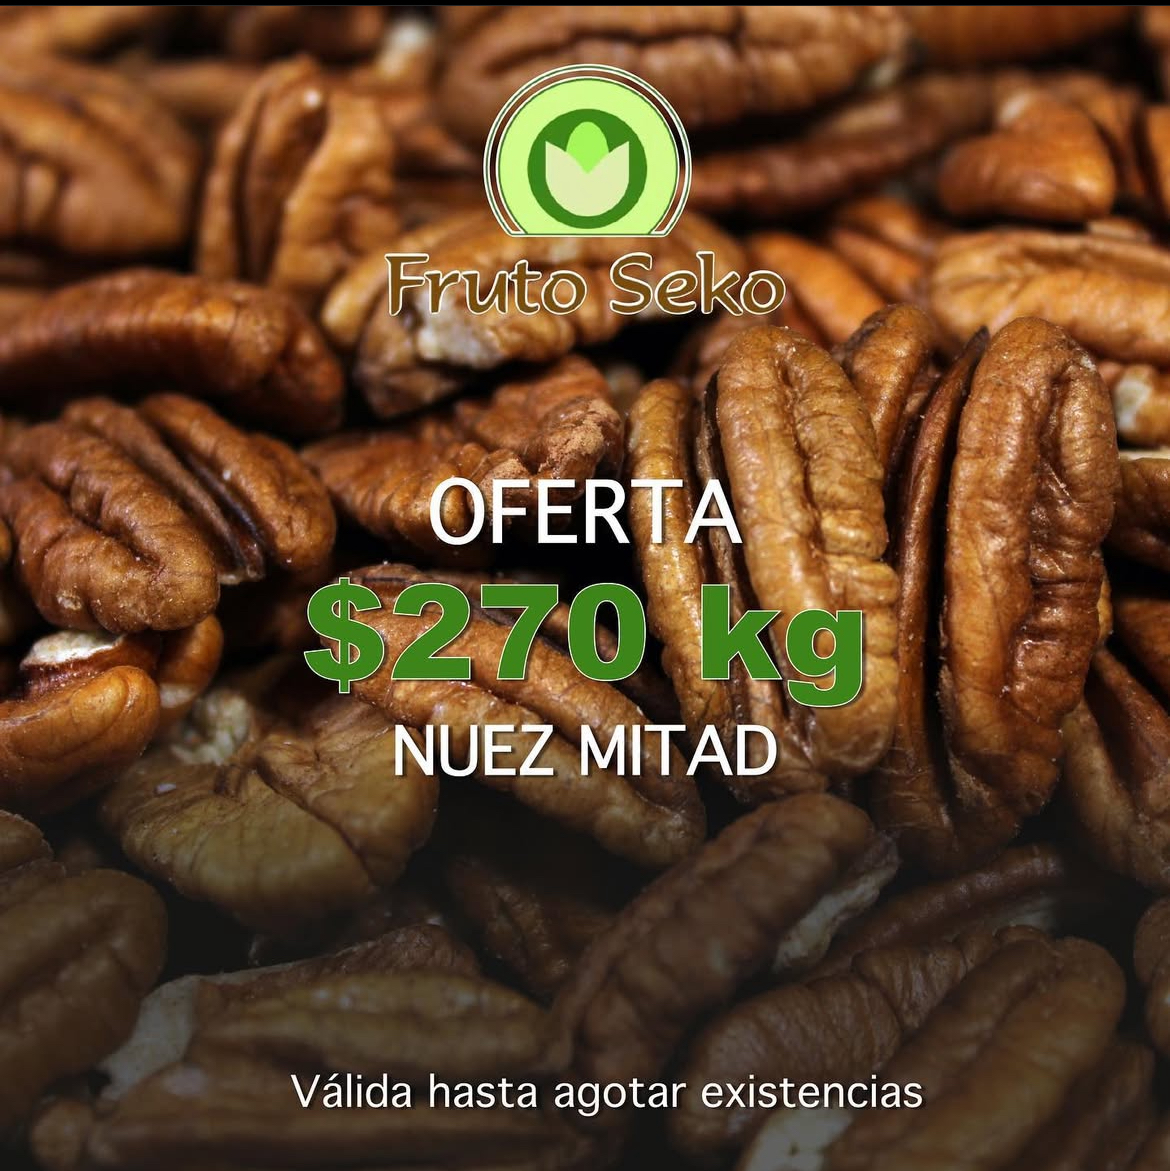 Fruto Seko
OFERTA
$270 kg
NUEZ MITAD
Válida hasta agotar existencias